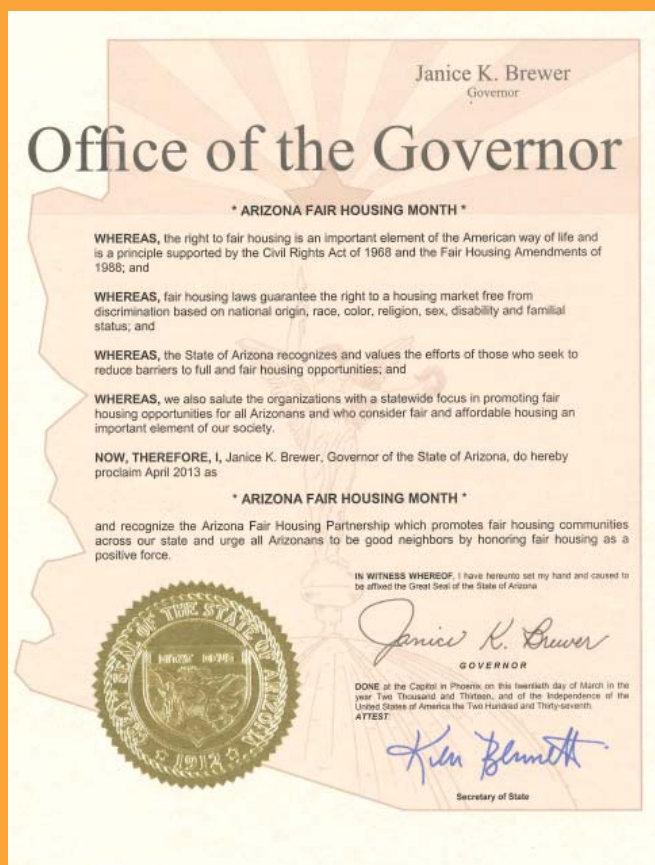 Janice K. Brewer
Governor
Office of the Governor
* ARIZONA FAIR HOUSING MONTH *
WHEREAS, the right to fair housing is an important element of the American way of life and
is a principle supported by the Civil Rights Act of 1968 and the Fair Housing Amendments of
1988; and
WHEREAS, fair housing laws guarantee the right to a housing market free from
discrimination based on national origin, race, color, religion, sex, disability and familial
status; and
WHEREAS, the State of Arizona recognizes and values the efforts of those who seek to
reduce barriers to full and fair housing opportunities; and
WHEREAS, we also salute the organizations with a statewide focus in promoting fair
housing opportunities for all Arizonans and who consider fair and affordable housing an
important element of our society.
NOW, THEREFORE, I, Janice K. Brewer, Governor of the State of Arizona, do hereby
proclaim April 2013 as
* ARIZONA FAIR HOUSING MONTH *
and recognize the Arizona Fair Housing Partnership which promotes fair housing communities
across our state and urge all Arizonans to be good neighbors by honoring fair housing as a
positive force.
IN WITNESS WHEREOF, I have hereunto set my hand and caused to
be affixed the Great Seal of the State of Arizona
Janice K. Brewer
GOVERNOR
DONE at the Capitol in Phoenix on this twentieth day of March in the
year Two Thousand and Thirteen, and of the Independence of the
United States of America the Two Hundred and Thirty-seventh.
ATTEST:
Ken Bennett
Secretary of State
GREAT SEAL OF THE STATE OF ARIZONA
DITAT DEUS
1912